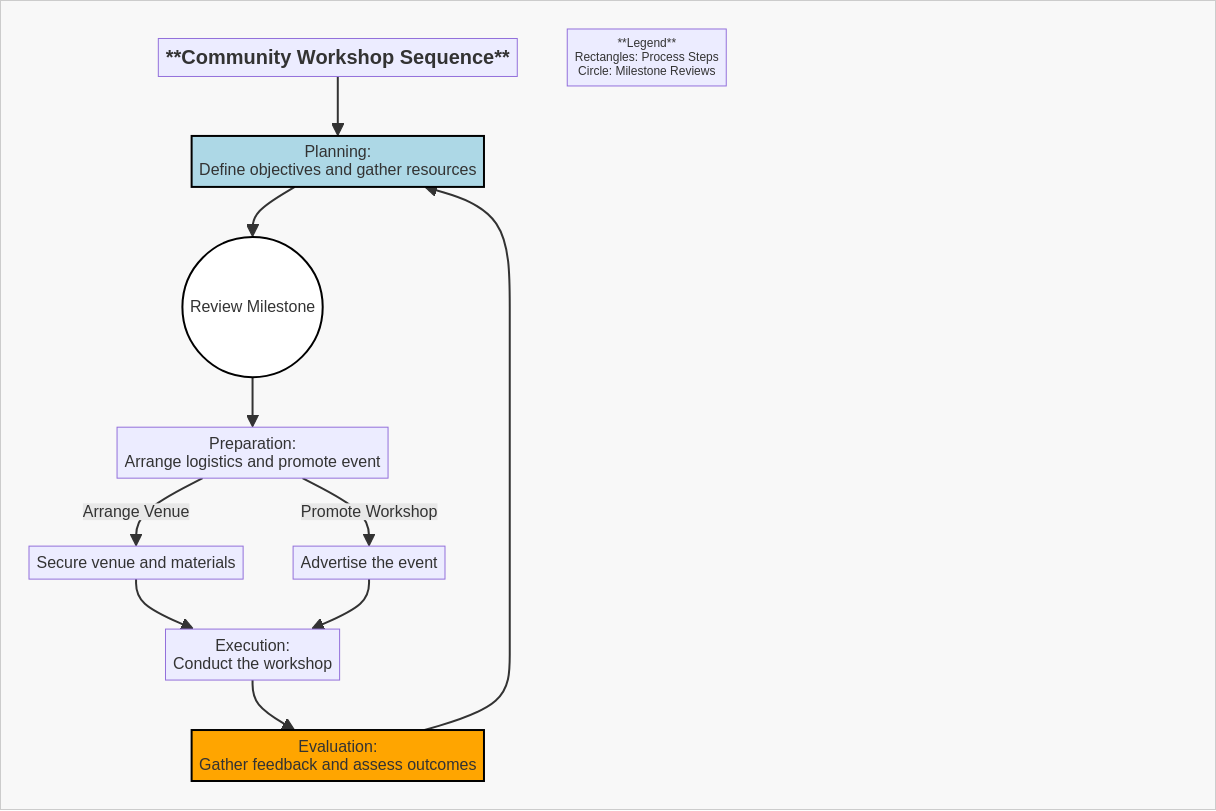 **Community Workshop Sequence**
**Legend**
Rectangles: Process Steps
Circle: Milestone Reviews
Planning:
Define objectives and gather resources
Review Milestone
Preparation:
Arrange logistics and promote event
Arrange Venue
Promote Workshop
Secure venue and materials
Advertise the event
Execution:
Conduct the workshop
Evaluation:
Gather feedback and assess outcomes